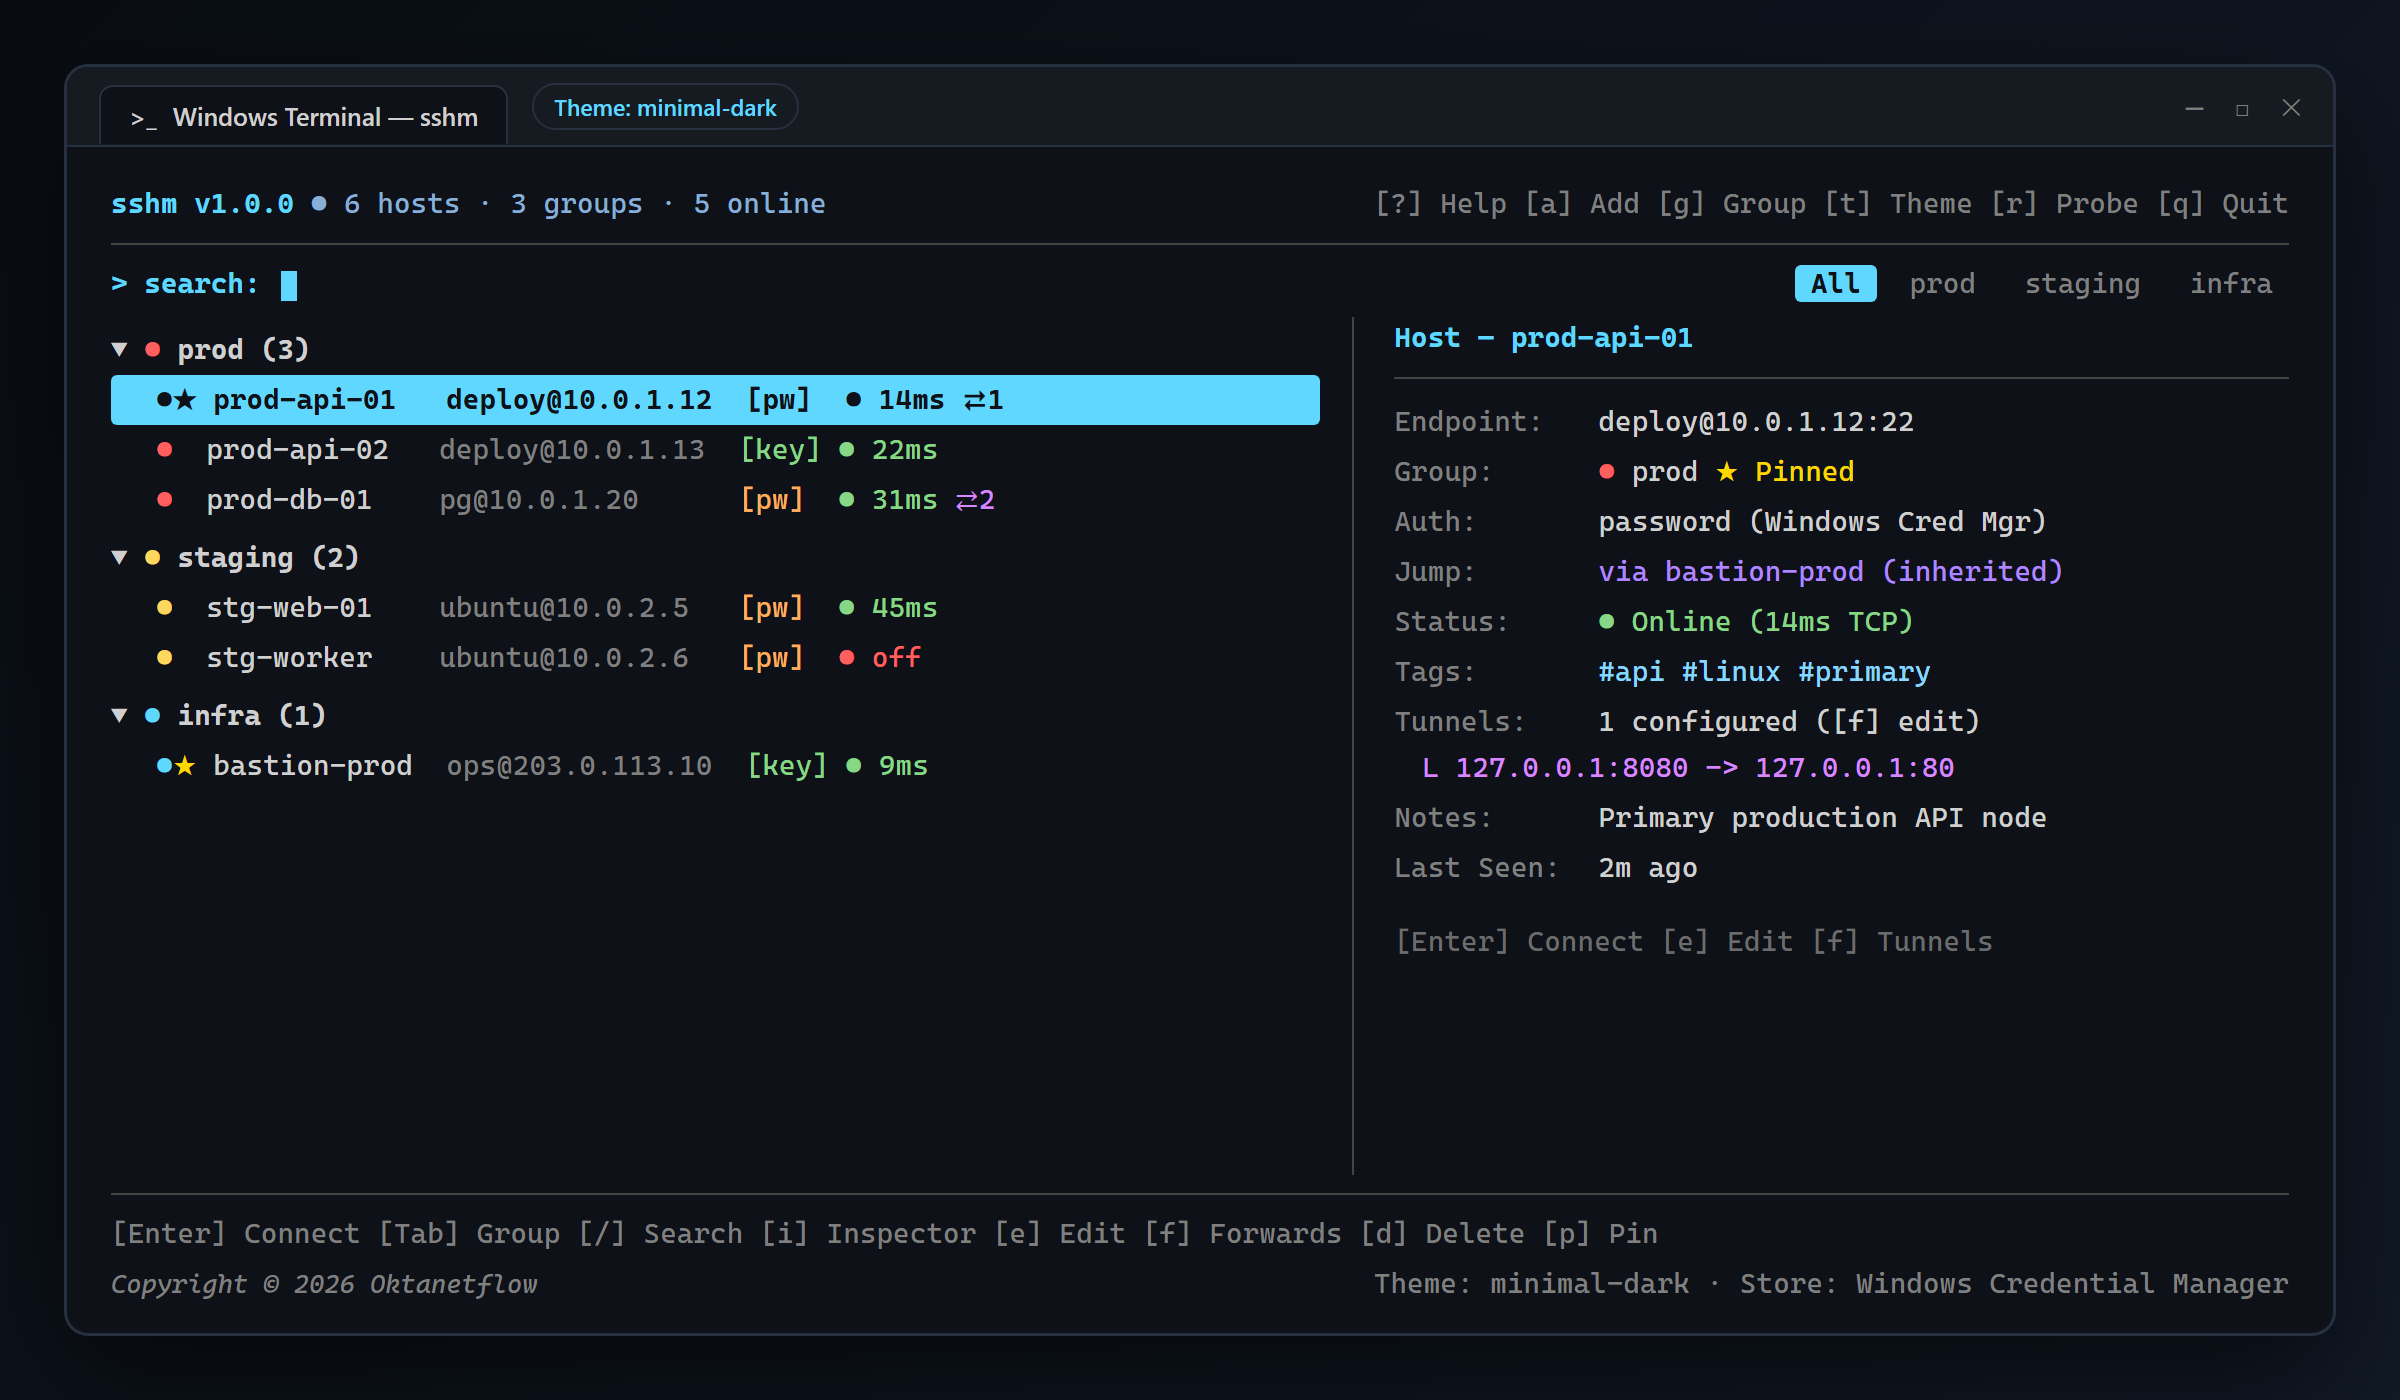 >_ Windows Terminal — sshm Theme: minimal-dark
sshm v1.0.0 ● 6 hosts · 3 groups · 5 online [?] Help [a] Add [g] Group [t] Theme [r] Probe [q] Quit
> search: All prod staging infra
▼ ● prod (3)
●★ prod-api-01 deploy@10.0.1.12 [pw] ● 14ms ⇄1
● prod-api-02 deploy@10.0.1.13 [key] ● 22ms
● prod-db-01 pg@10.0.1.20 [pw] ● 31ms ⇄2
▼ ● staging (2)
● stg-web-01 ubuntu@10.0.2.5 [pw] ● 45ms
● stg-worker ubuntu@10.0.2.6 [pw] ● off
▼ ● infra (1)
●★ bastion-prod ops@203.0.113.10 [key] ● 9ms
Host - prod-api-01
Endpoint: deploy@10.0.1.12:22
Group: ● prod ★ Pinned
Auth: password (Windows Cred Mgr)
Jump: via bastion-prod (inherited)
Status: ● Online (14ms TCP)
Tags: #api #linux #primary
Tunnels: 1 configured ([f] edit)
L 127.0.0.1:8080 -> 127.0.0.1:80
Notes: Primary production API node
Last Seen: 2m ago
[Enter] Connect [e] Edit [f] Tunnels
[Enter] Connect [Tab] Group [/] Search [i] Inspector [e] Edit [f] Forwards [d] Delete [p] Pin
Copyright © 2026 Oktanetflow Theme: minimal-dark · Store: Windows Credential Manager